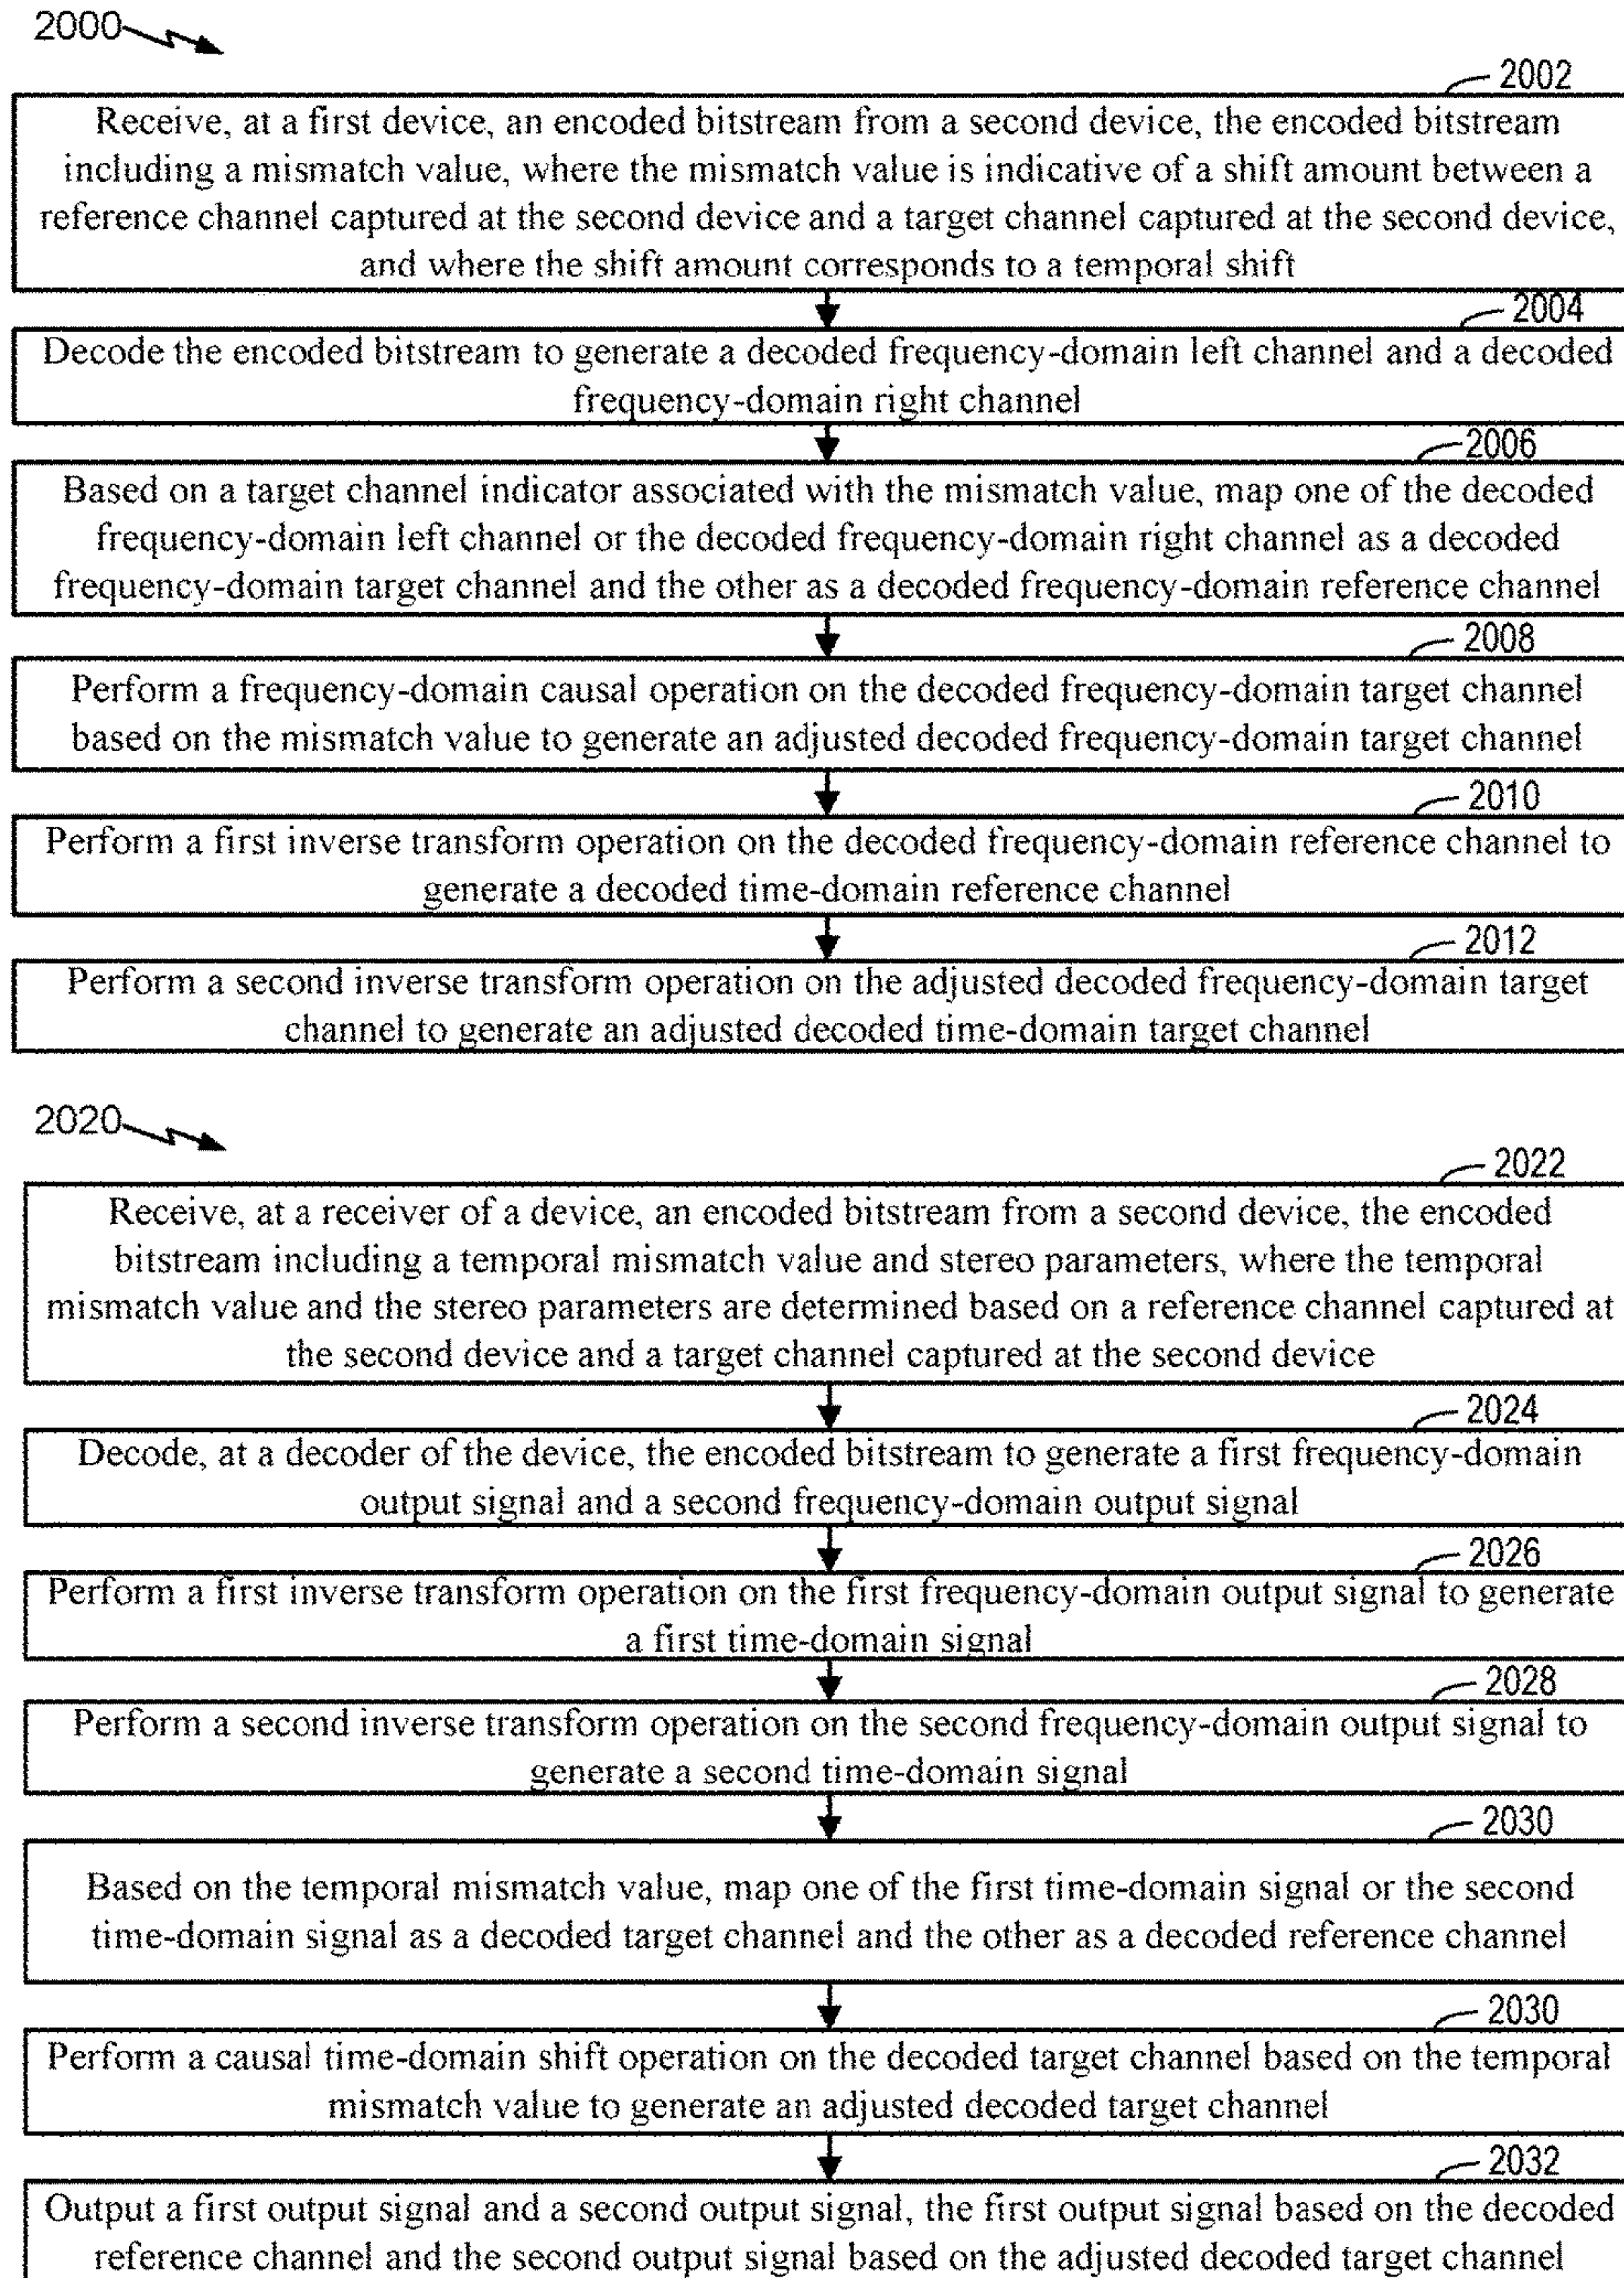 2000
2002
Receive, at a first device, an encoded bitstream from a second device, the encoded bitstream
including a mismatch value, where the mismatch value is indicative of a shift amount between a
reference channel captured at the second device and a target channel captured at the second device,
and where the shift amount corresponds to a temporal shift
2004
Decode the encoded bitstream to generate a decoded frequency-domain left channel and a decoded
frequency-domain right channel
2006
Based on a target channel indicator associated with the mismatch value, map one of the decoded
frequency-domain left channel or the decoded frequency-domain right channel as a decoded
frequency-domain target channel and the other as a decoded frequency-domain reference channel
2008
Perform a frequency-domain causal operation on the decoded frequency-domain target channel
based on the mismatch value to generate an adjusted decoded frequency-domain target channel
2010
Perform a first inverse transform operation on the decoded frequency-domain reference channel to
generate a decoded time-domain reference channel
2012
Perform a second inverse transform operation on the adjusted decoded frequency-domain target
channel to generate an adjusted decoded time-domain target channel
2020
2022
Receive, at a receiver of a device, an encoded bitstream from a second device, the encoded
bitstream including a temporal mismatch value and stereo parameters, where the temporal
mismatch value and the stereo parameters are determined based on a reference channel captured at
the second device and a target channel captured at the second device
2024
Decode, at a decoder of the device, the encoded bitstream to generate a first frequency-domain
output signal and a second frequency-domain output signal
2026
Perform a first inverse transform operation on the first frequency-domain output signal to generate
a first time-domain signal
2028
Perform a second inverse transform operation on the second frequency-domain output signal to
generate a second time-domain signal
2030
Based on the temporal mismatch value, map one of the first time-domain signal or the second
time-domain signal as a decoded target channel and the other as a decoded reference channel
2030
Perform a causal time-domain shift operation on the decoded target channel based on the temporal
mismatch value to generate an adjusted decoded target channel
2032
Output a first output signal and a second output signal, the first output signal based on the decoded
reference channel and the second output signal based on the adjusted decoded target channel